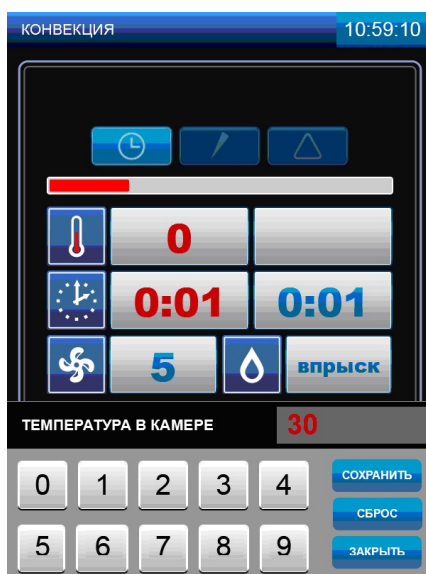 КОНВЕКЦИЯ 10:59:10
0
0:01 0:01
5 впрыск
ТЕМПЕРАТУРА В КАМЕРЕ 30
0 1 2 3 4 СОХРАНИТЬ
СБРОС
5 6 7 8 9 ЗАКРЫТЬ